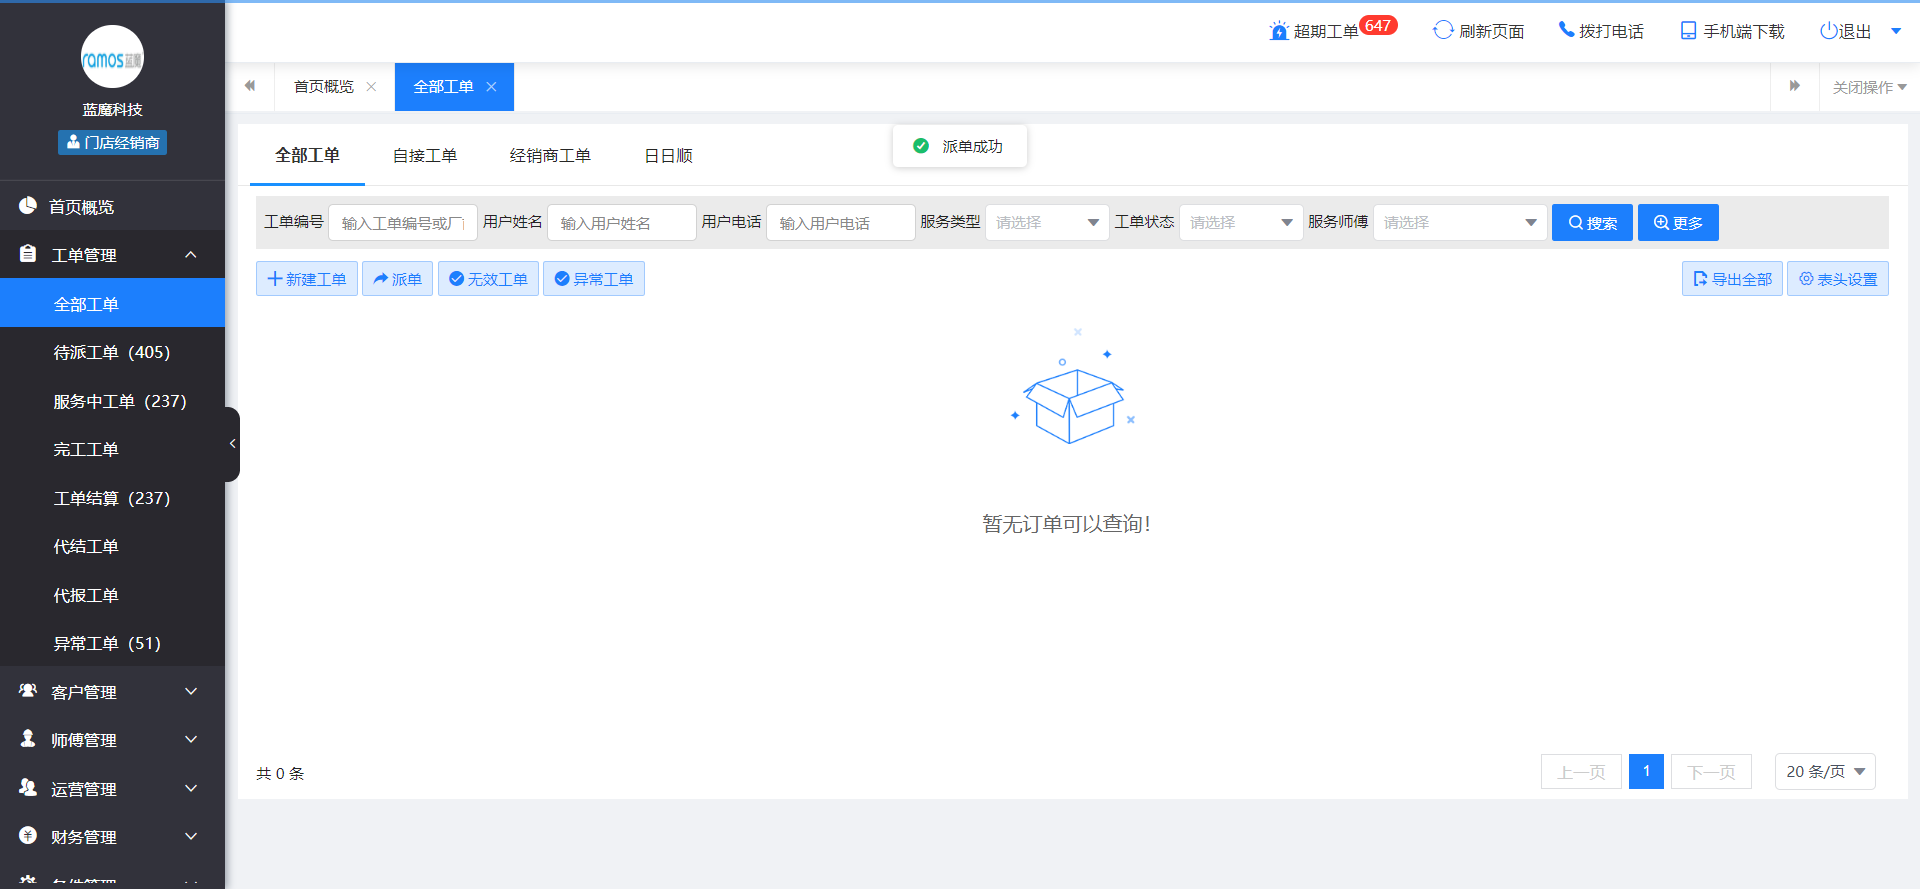 超期工单 647
刷新页面
拨打电话
手机端下载
退出
ramos蓝魔
蓝魔科技
门店经销商
首页概览
全部工单
关闭操作
首页概览
工单管理
全部工单
待派工单（405）
服务中工单（237）
完工工单
工单结算（237）
代结工单
代报工单
异常工单（51）
客户管理
师傅管理
运营管理
财务管理
全部工单
自接工单
经销商工单
日日顺
派单成功
工单编号 输入工单编号或厂 用户姓名 输入用户姓名 用户电话 输入用户电话 服务类型 请选择 工单状态 请选择 服务师傅 请选择 搜索 更多
新建工单 派单 无效工单 异常工单 导出全部 表头设置
暂无订单可以查询！
共 0 条
上一页 1 下一页 20 条/页